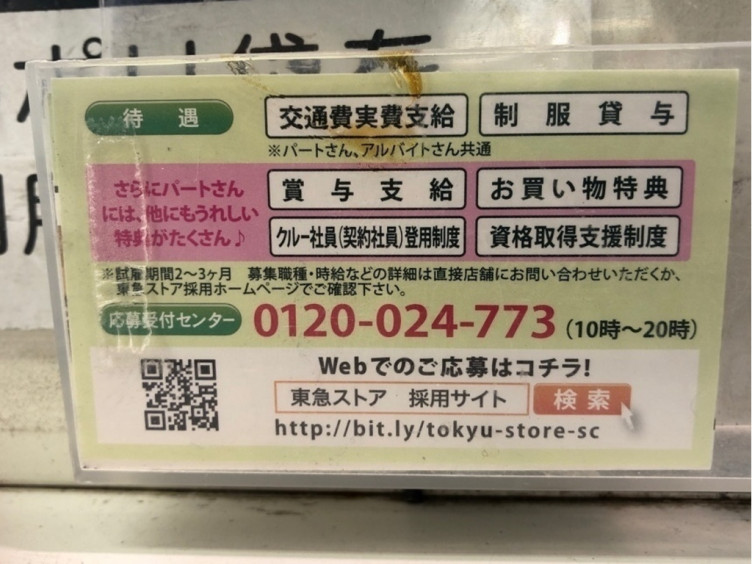 待遇
交通費実費支給
制服貸与
※パートさん、アルバイトさん共通
さらにパートさん
には、他にもうれしい
特典がたくさん♪
賞与支給
お買い物特典
クルー社員(契約社員)登用制度
資格取得支援制度
※試雇期間2～3ヶ月 募集職種・時給などの詳細は直接店舗にお問い合わせいただくか、
東急ストア採用ホームページでご確認下さい。
応募受付センター 0120-024-773 (10時～20時)
Webでのご応募はコチラ!
東急ストア 採用サイト 検索
http://bit.ly/tokyu-store-sc